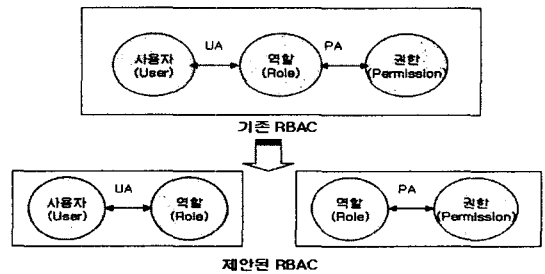 UA PA
사용자 역할 권한
(User) (Role) (Permission)
기존 RBAC
UA PA
사용자 역할 역할 권한
(User) (Role) (Role) (Permission)
제안된 RBAC